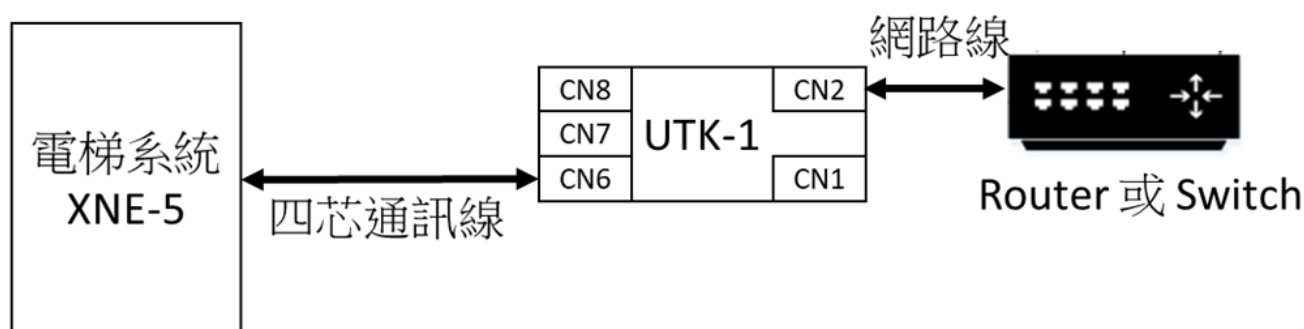 電梯系統
XNE-5
四芯通訊線
CN8
CN7
CN6
UTK-1
CN2
CN1
網路線
Router 或 Switch